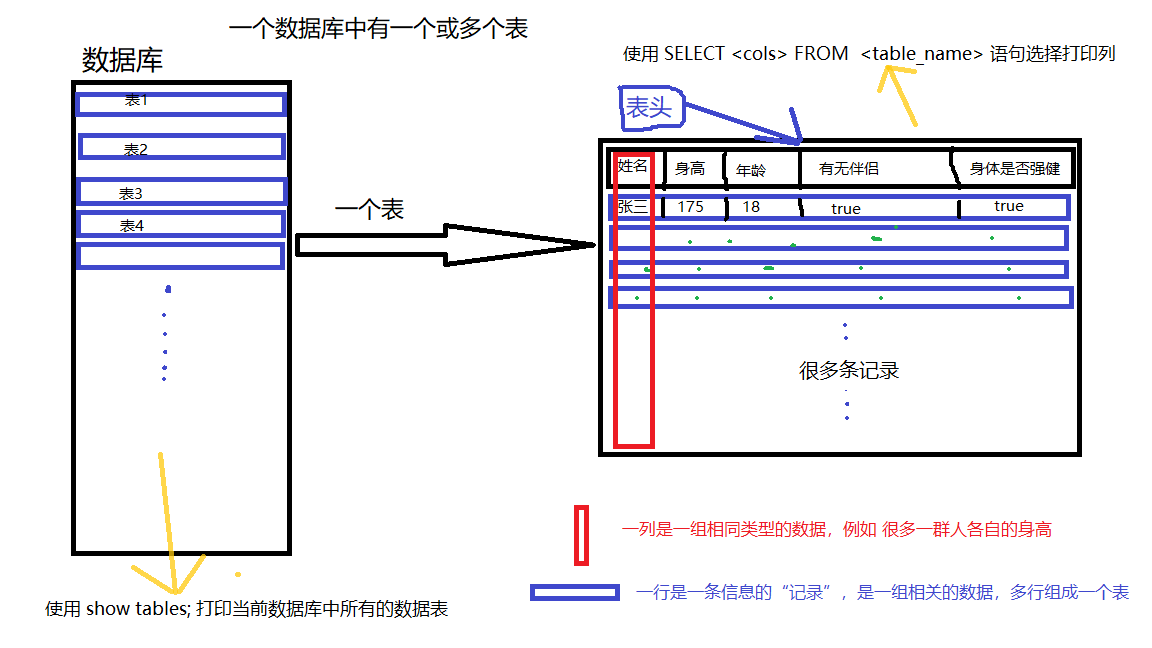 一个数据库中有一个或多个表
数据库
使用 SELECT <cols> FROM <table_name> 语句选择打印列
表1
表2
表3
表4
一个表
表头
姓名 身高 年龄 有无伴侣 身体是否强健
张三 175 18 true true
很多条记录
一列是一组相同类型的数据，例如 很多一群人各自的身高
一行是一条信息的“记录”，是一组相关的数据，多行组成一个表
使用 show tables; 打印当前数据库中所有的数据表